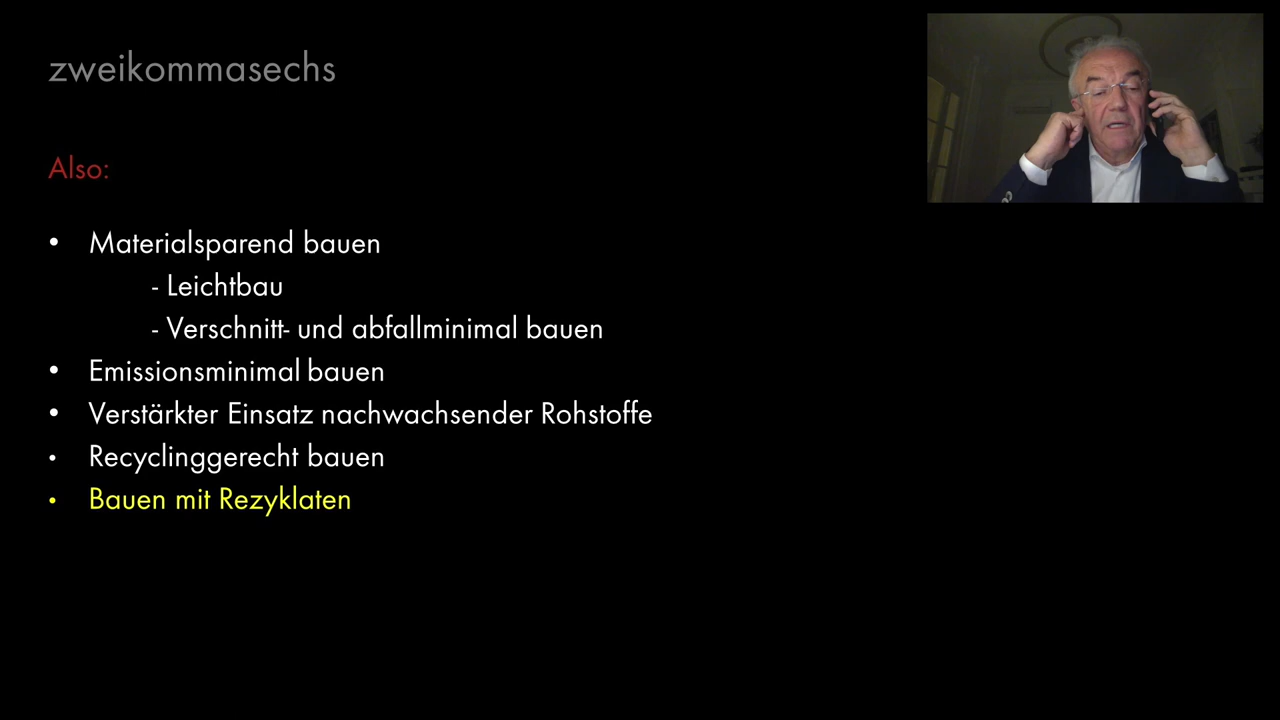 zweikommasechs
Also:
• Materialsparend bauen
- Leichtbau
- Verschnitt- und abfallminimal bauen
• Emissionsminimal bauen
• Verstärkter Einsatz nachwachsender Rohstoffe
• Recyclinggerecht bauen
• Bauen mit Rezyklaten